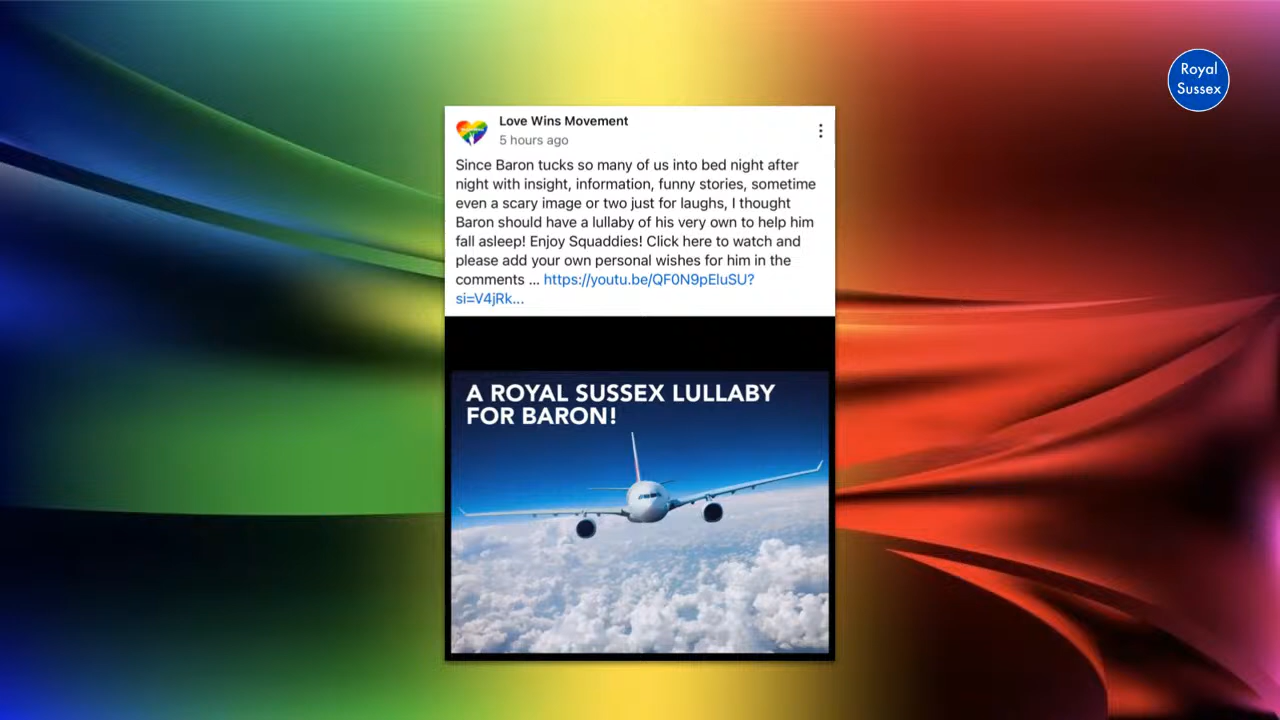 Royal
Sussex
Love Wins Movement
5 hours ago
Since Baron tucks so many of us into bed night after
night with insight, information, funny stories, sometime
even a scary image or two just for laughs, I thought
Baron should have a lullaby of his very own to help him
fall asleep! Enjoy Squaddies! Click here to watch and
please add your own personal wishes for him in the
comments ... https://youtu.be/QF0N9pEluSU?
si=V4jRk...
A ROYAL SUSSEX LULLABY
FOR BARON!